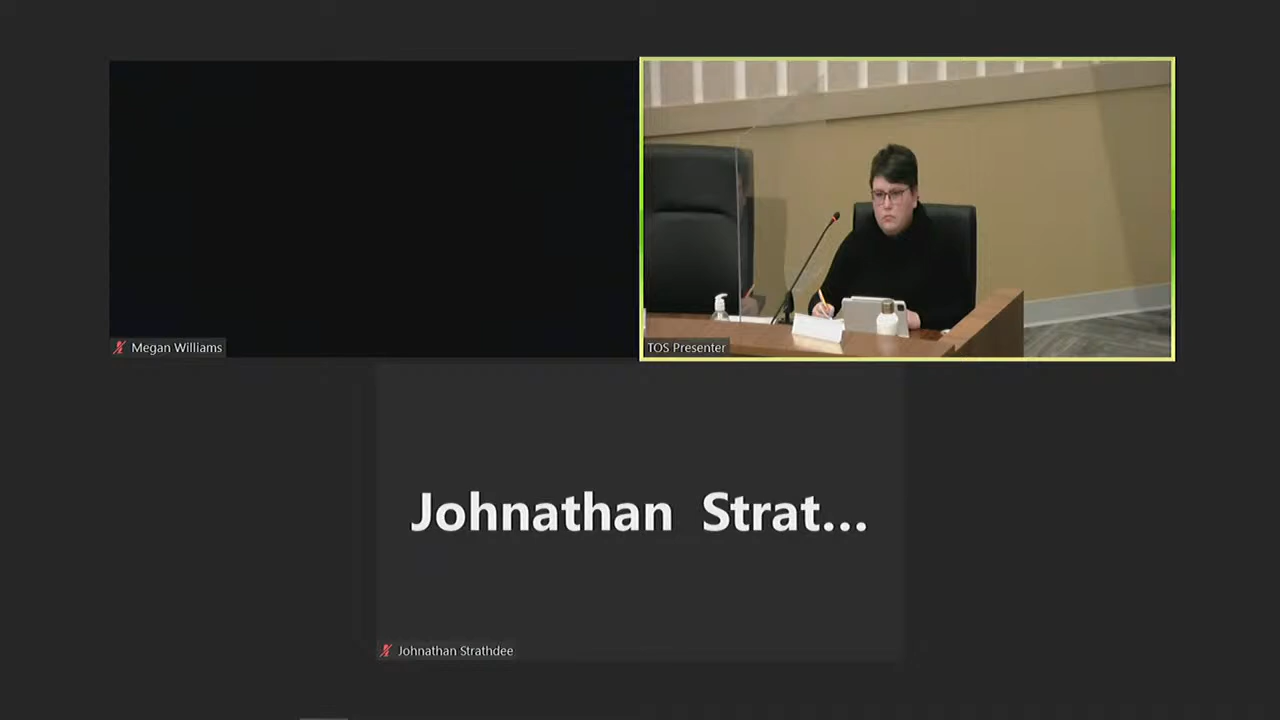 Megan Williams
TOS Presenter
Johnathan Strat...
Johnathan Strathdee